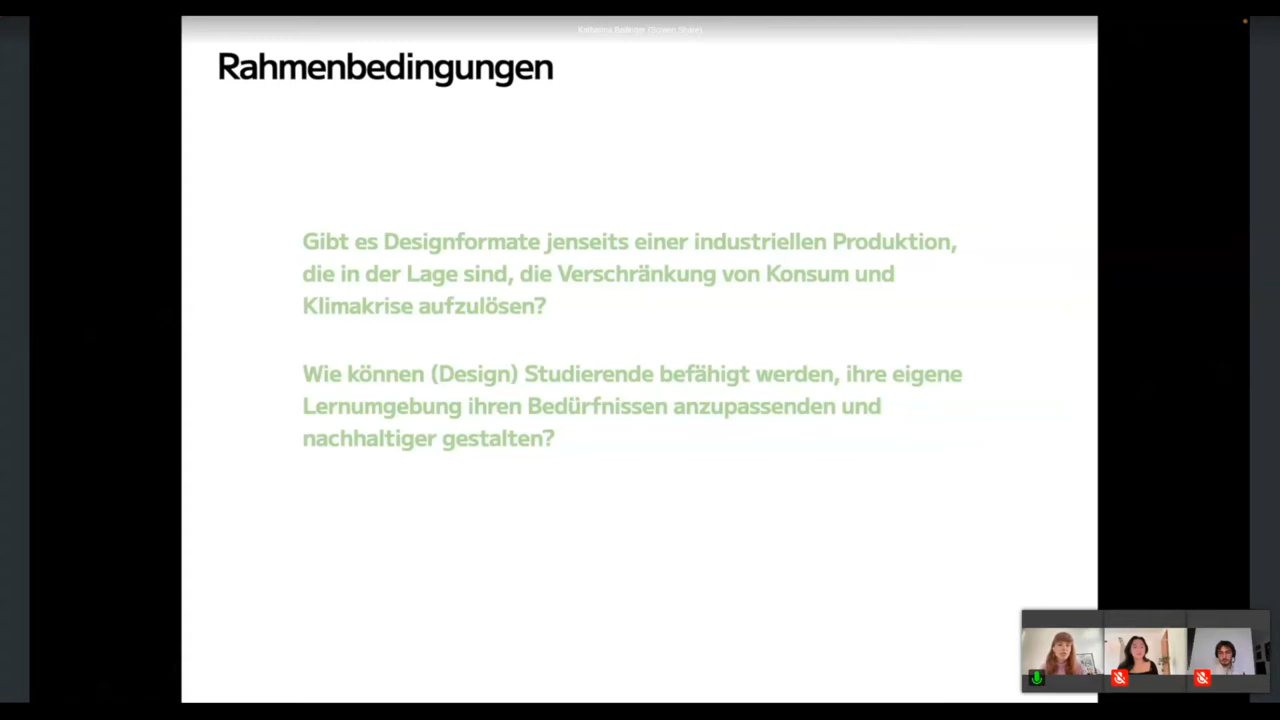 Rahmenbedingungen
Gibt es Designformate jenseits einer industriellen Produktion,
die in der Lage sind, die Verschränkung von Konsum und
Klimakrise aufzulösen?
Wie können (Design) Studierende befähigt werden, ihre eigene
Lernumgebung ihren Bedürfnissen anzupassenden und
nachhaltiger gestalten?